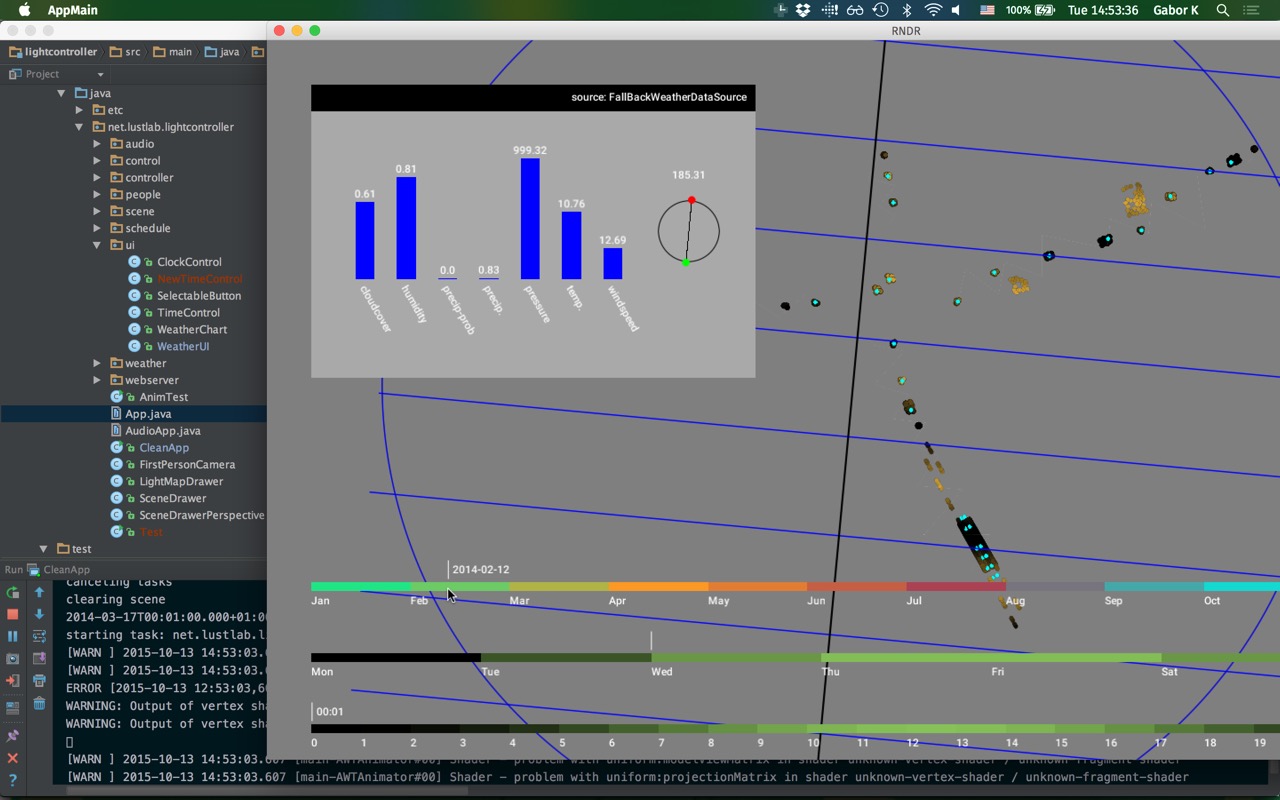 AppMain 100% Tue 14:53:36 Gabor K
RNDR
lightcontroller src main java
Project
java
etc
net.lustlab.lightcontroller
audio
control
controller
people
scene
schedule
ui
ClockControl
NewTimeControl
SelectableButton
TimeControl
WeatherChart
WeatherUI
weather
webserver
AnimTest
App.java
AudioApp.java
CleanApp
FirstPersonCamera
LightMapDrawer
SceneDrawer
SceneDrawerPerspective
Test
test
source: FallBackWeatherDataSource
0.61 0.81 0.0 0.83 999.32 10.76 12.69 185.31
cloudcover humidity precip-prob precip. pressure temp. windspeed
2014-02-12
Jan Feb Mar Apr May Jun Jul Aug Sep Oct
Mon Tue Wed Thu Fri Sat
00:01
0 1 2 3 4 5 6 7 8 9 10 11 12 13 14 15 16 17 18 19
Run CleanApp
canceling tasks
clearing scene
2014-03-17T00:01:00.000+01:00
starting task: net.lustlab.l
[WARN ] 2015-10-13 14:53:03.
[WARN ] 2015-10-13 14:53:03.
ERROR [2015-10-13 12:53:03,6
WARNING: Output of vertex sha
WARNING: Output of vertex sha
[WARN ] 2015-10-13 14:53:03.607 [main-AWTAnimator#00] Shader - problem with uniform:modelViewMatrix in shader unknown-vertex-shader / unknown-fragment-shader
[WARN ] 2015-10-13 14:53:03.607 [main-AWTAnimator#00] Shader - problem with uniform:projectionMatrix in shader unknown-vertex-shader / unknown-fragment-shader